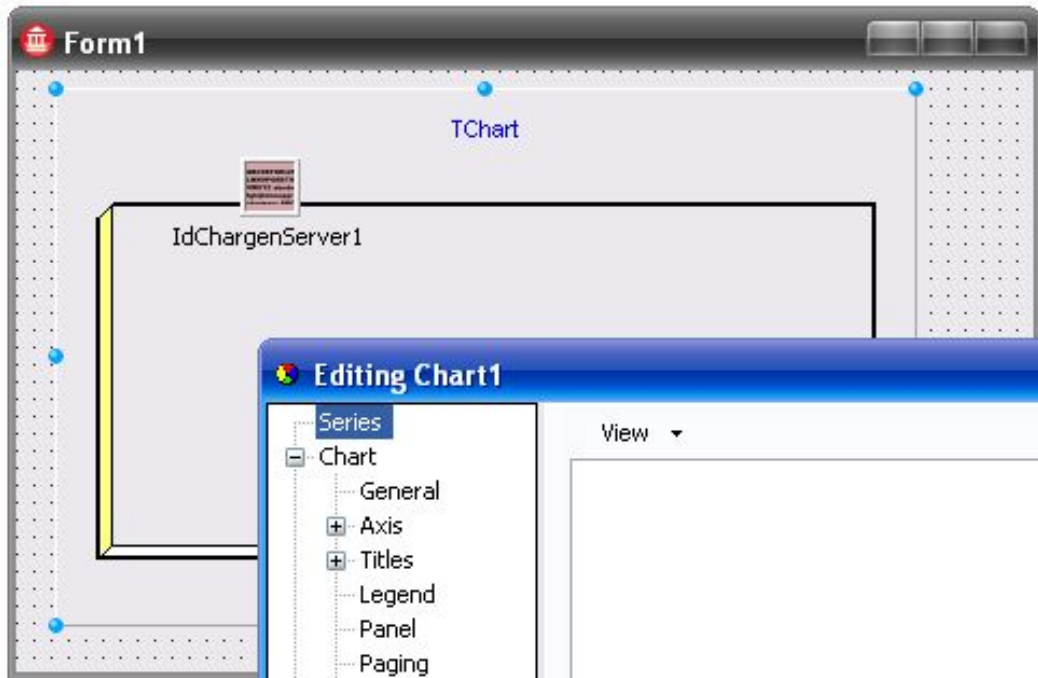 Form1
TChart
IdChargenServer1
Editing Chart1
Series
View
Chart
General
Axis
Titles
Legend
Panel
Paging